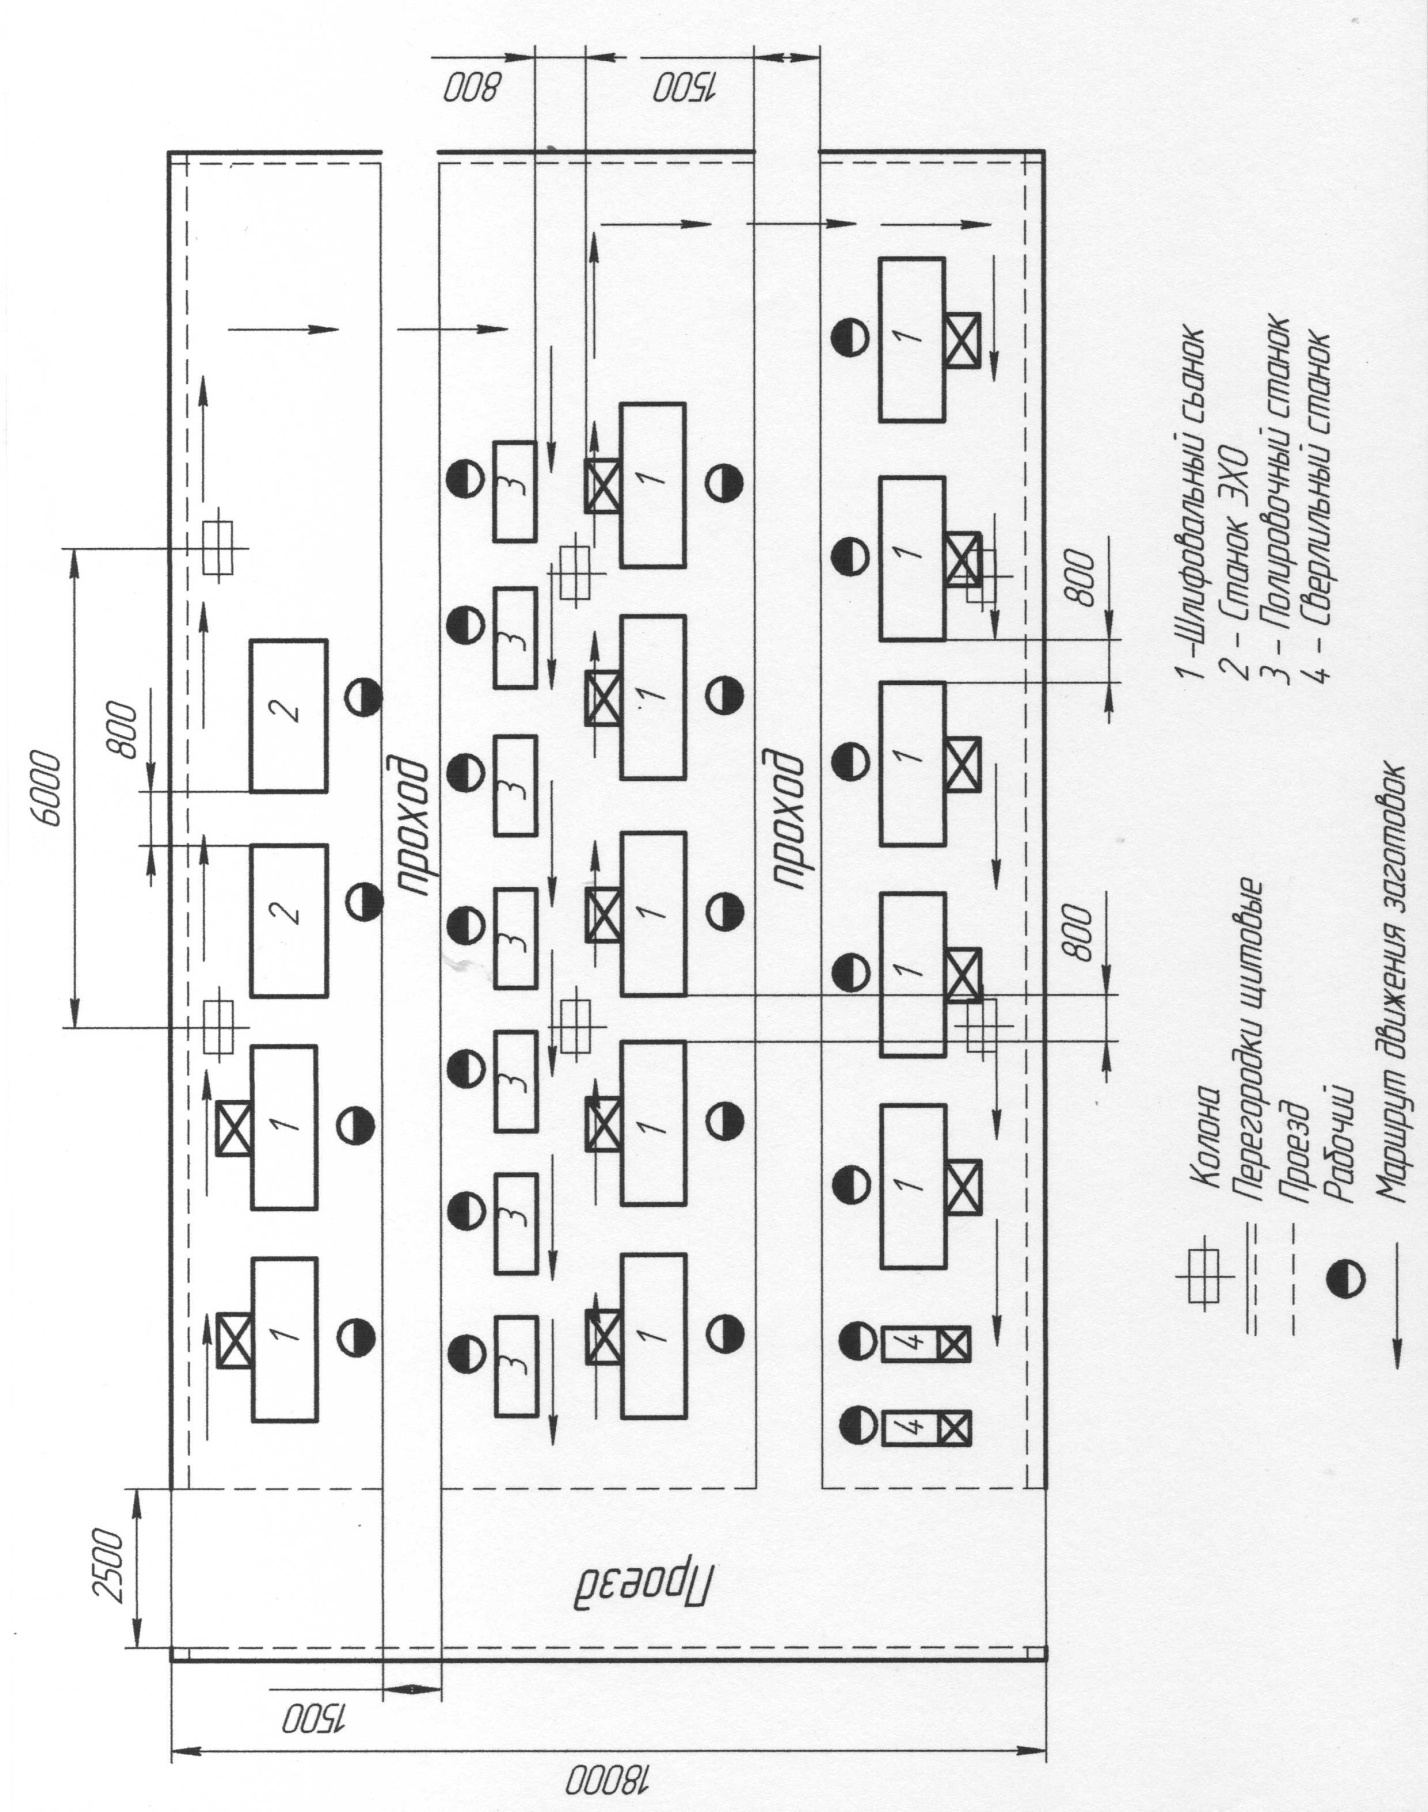 800
1500
6000
800
2
2
1
1
проход
3
3
3
3
3
3
3
1
1
1
1
1
проход
1
1
1
1
1
4
4
800
800
2500
Проезд
1500
18000
1 –Шлифовальный сьанок
2 – Станок ЭХО
3 – Полировочный станок
4 – Сверлильный станок
Колона
Перегородки щитовые
Проезд
Рабочий
Маршрут движения заготовок